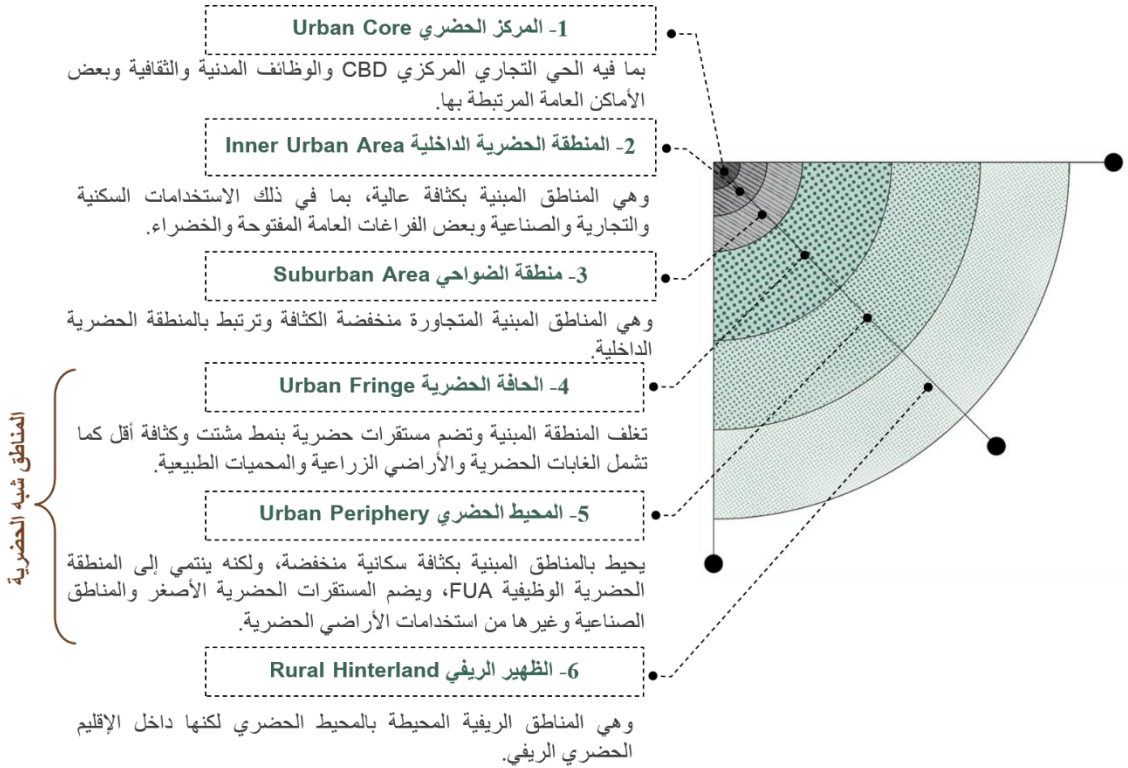 1- المركز الحضري Urban Core
بما فيه الحي التجاري المركزي CBD والوظائف المدنية والثقافية وبعض
الأماكن العامة المرتبطة بها.
2- المنطقة الحضرية الداخلية Inner Urban Area
وهي المناطق المبنية بكثافة عالية، بما في ذلك الاستخدامات السكنية
والتجارية والصناعية وبعض الفراغات العامة المفتوحة والخضراء.
3- منطقة الضواحي Suburban Area
وهي المناطق المبنية المتجاورة منخفضة الكثافة وترتبط بالمنطقة الحضرية
الداخلية.
4- الحافة الحضرية Urban Fringe
تغلف المنطقة المبنية وتضم مستقرات حضرية بنمط مشتت وكثافة أقل كما
تشمل الغابات الحضرية والأراضي الزراعية والمحميات الطبيعية.
5- المحيط الحضري Urban Periphery
يحيط بالمناطق المبنية بكثافة سكانية منخفضة، ولكنه ينتمي إلى المنطقة
الحضرية الوظيفية FUA، ويضم المستقرات الحضرية الأصغر والمناطق
الصناعية وغيرها من استخدامات الأراضي الحضرية.
6- الظهير الريفي Rural Hinterland
وهي المناطق الريفية المحيطة بالمحيط الحضري لكنها داخل الإقليم
الحضري الريفي.
المناطق شبه الحضرية